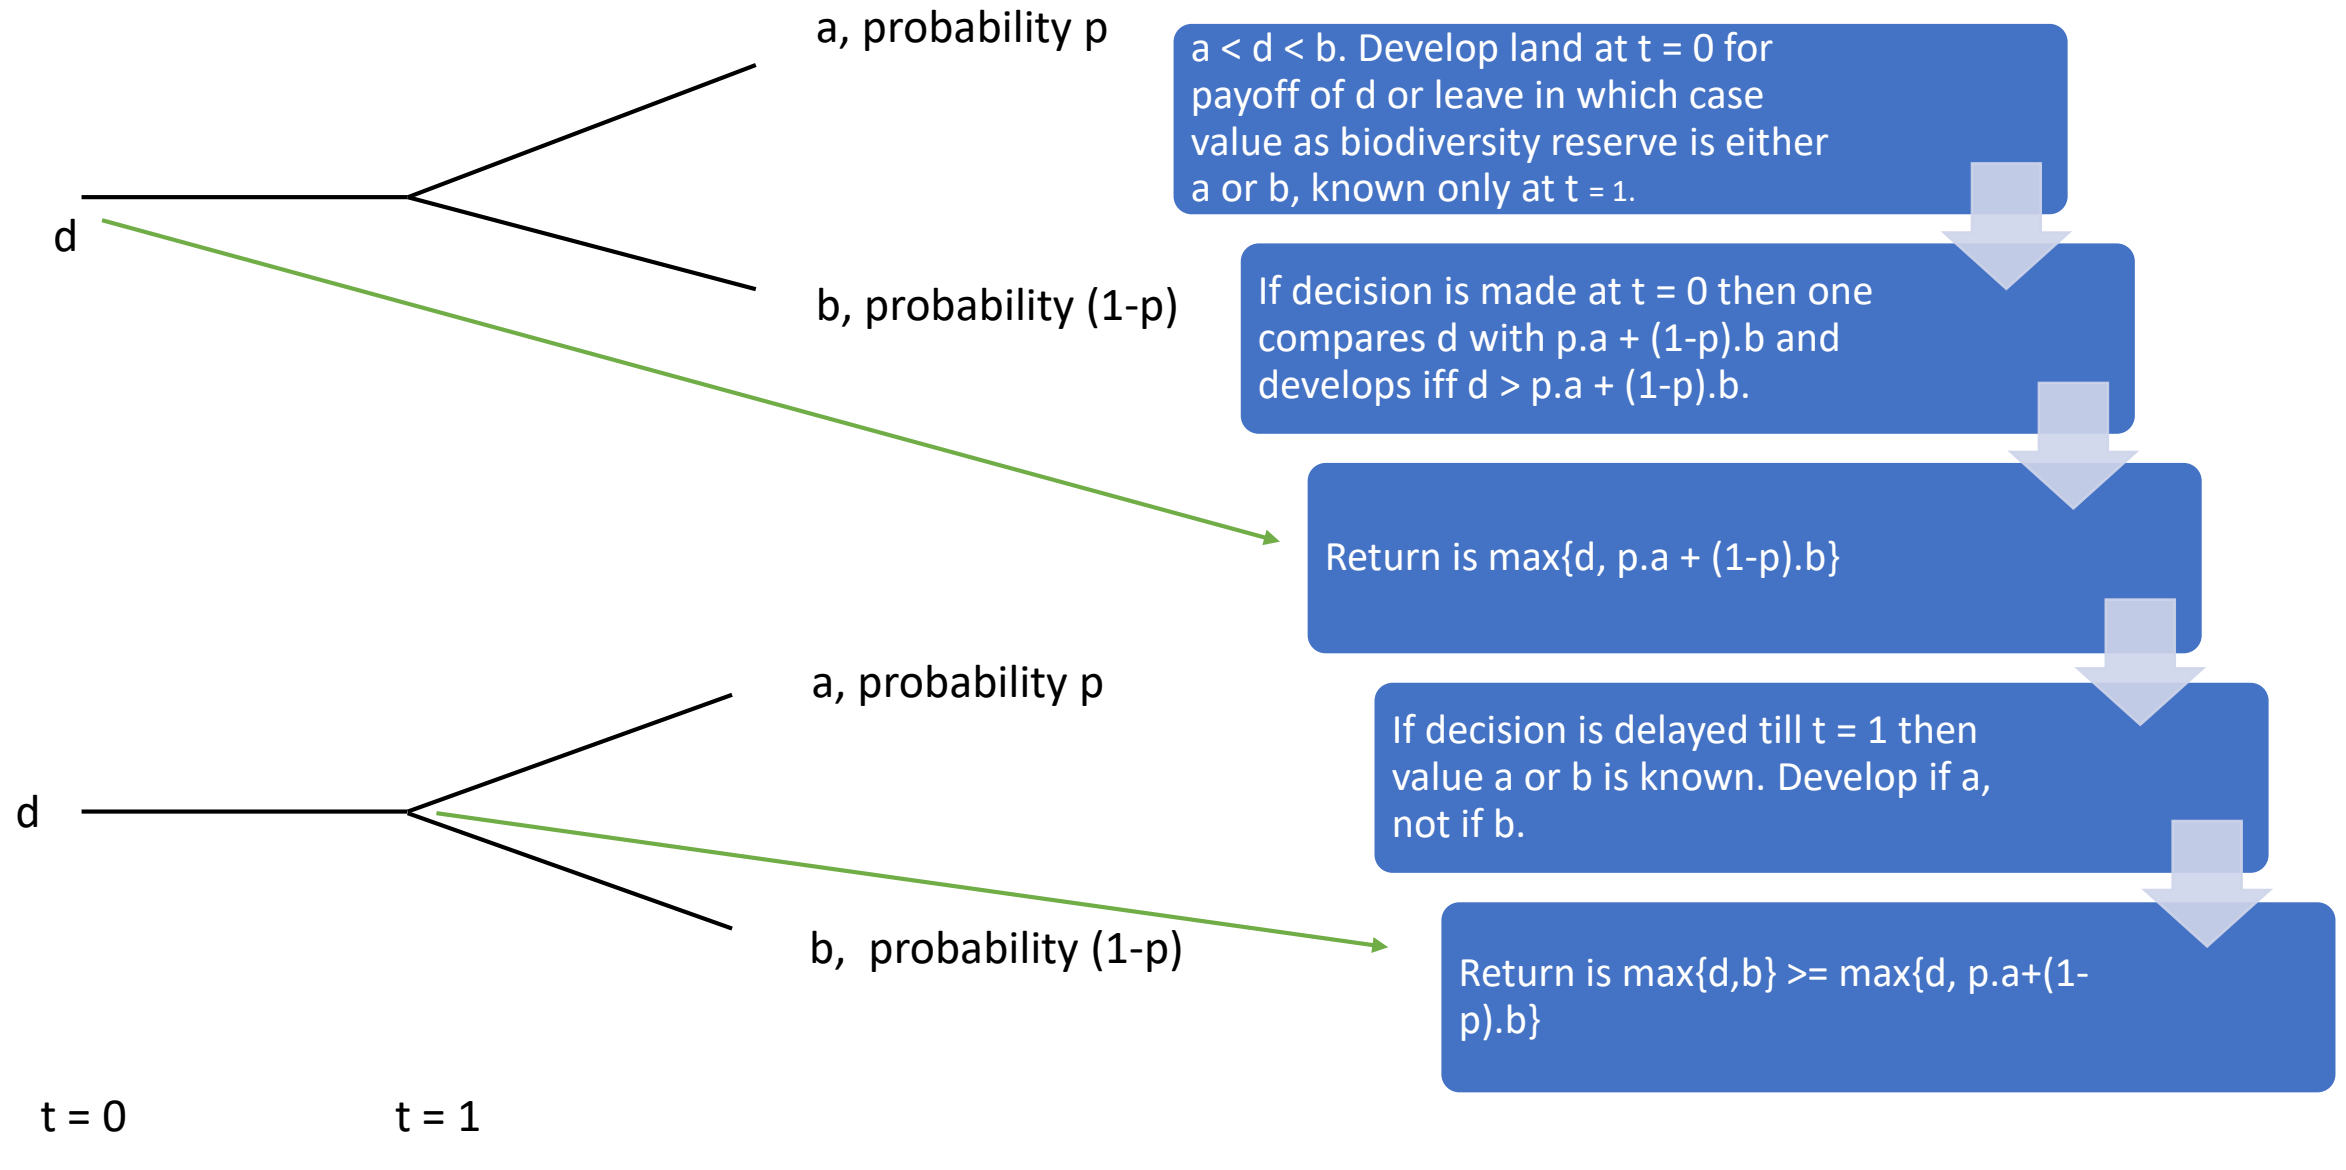 a, probability p
d
b, probability (1-p)
a < d < b. Develop land at t = 0 for
payoff of d or leave in which case
value as biodiversity reserve is either
a or b, known only at t = 1.
If decision is made at t = 0 then one
compares d with p.a + (1-p).b and
develops iff d > p.a + (1-p).b.
Return is max{d, p.a + (1-p).b}
a, probability p
d
b,  probability (1-p)
If decision is delayed till t = 1 then
value a or b is known. Develop if a,
not if b.
Return is max{d,b} >= max{d, p.a+(1-
p).b}
t = 0
t = 1